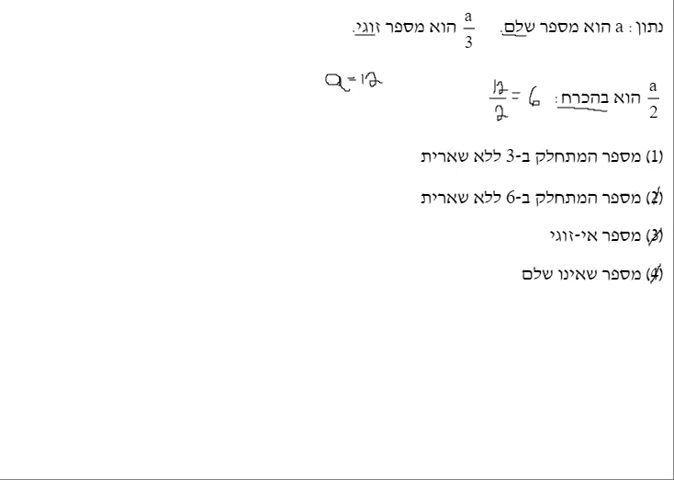 נתון: a הוא מספר שלם. a/3 הוא מספר זוגי.
a=12
a/2 הוא בהכרח: 12/2 = 6
(1) מספר המתחלק ב-3 ללא שארית
(2) מספר המתחלק ב-6 ללא שארית
(3) מספר אי-זוגי
(4) מספר שאינו שלם